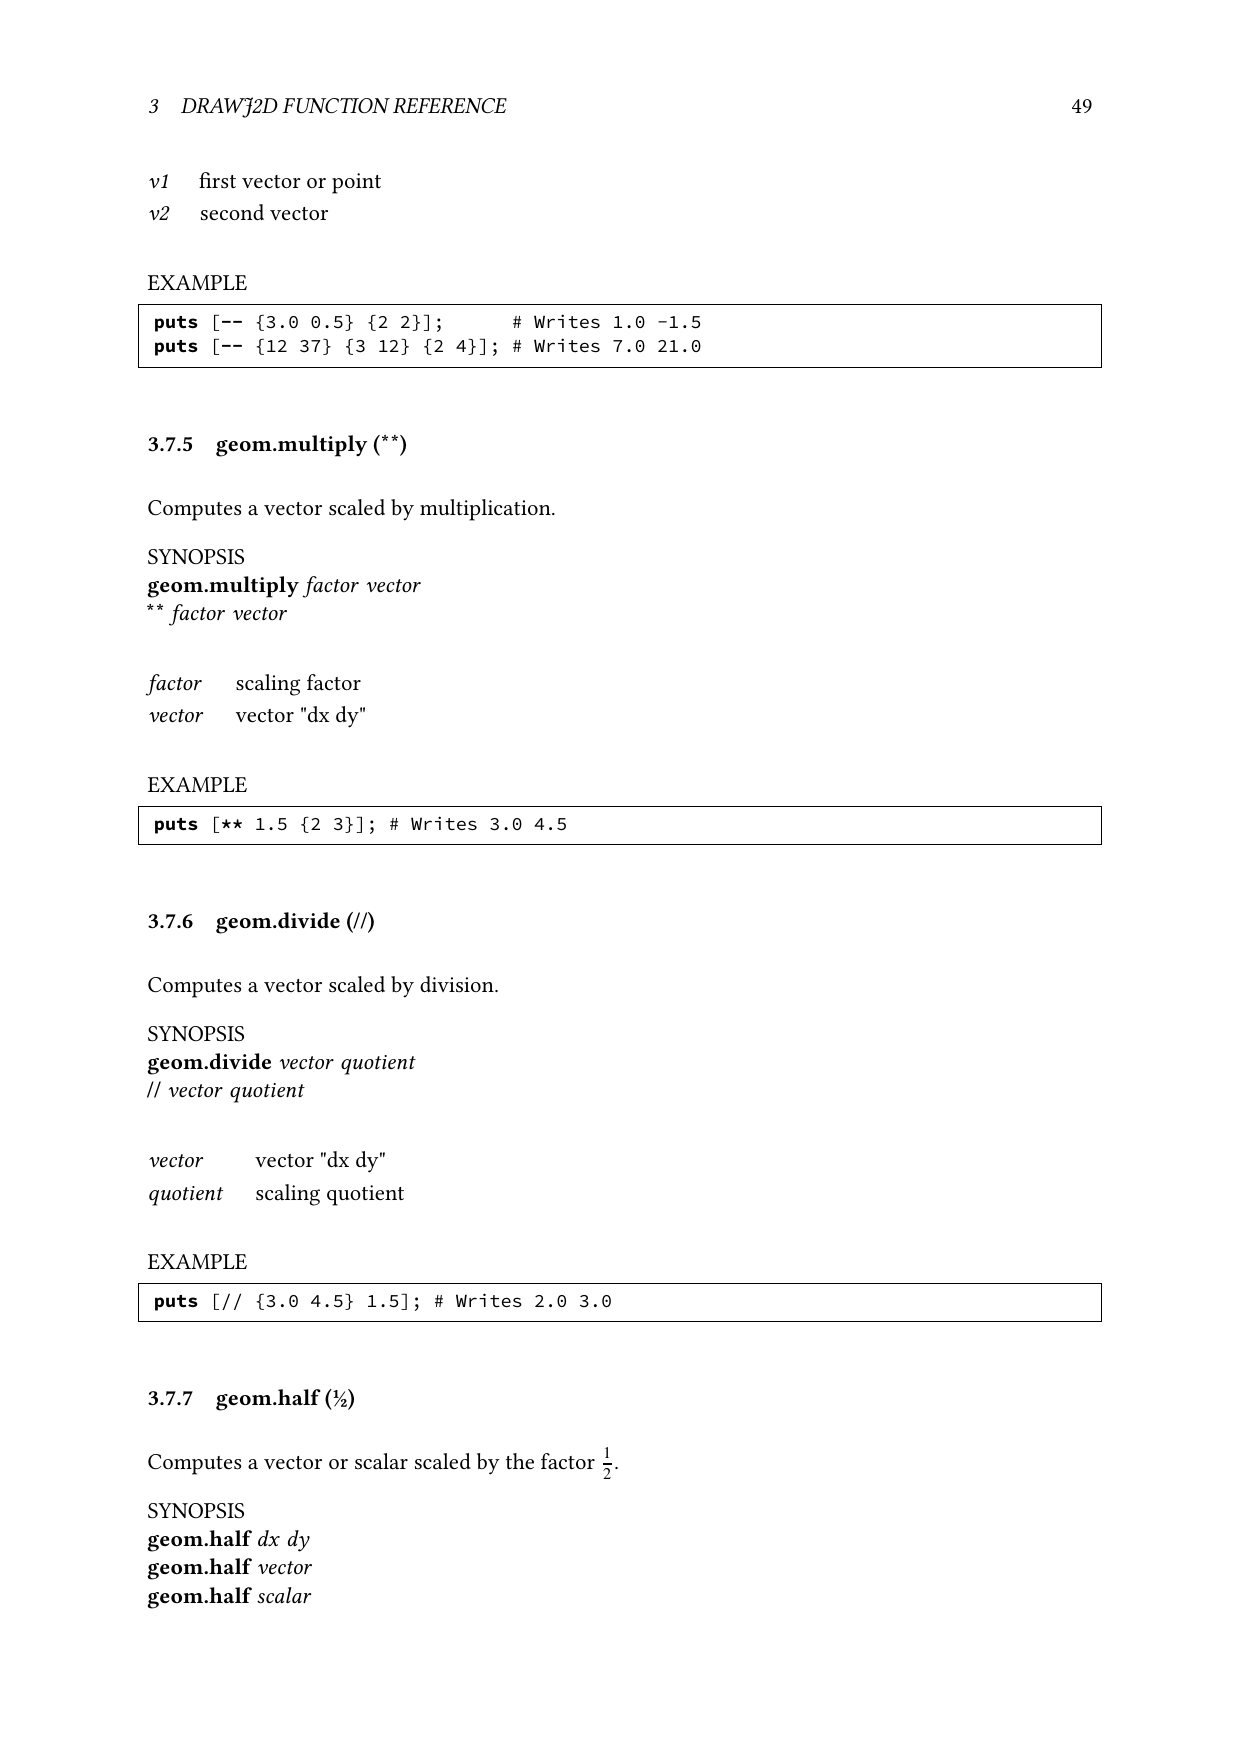 3 DRAWJ2D FUNCTION REFERENCE 49
v1 first vector or point
v2 second vector
EXAMPLE
puts [-- {3.0 0.5} {2 2}]; # Writes 1.0 -1.5
puts [-- {12 37} {3 12} {2 4}]; # Writes 7.0 21.0
3.7.5 geom.multiply (**)
Computes a vector scaled by multiplication.
SYNOPSIS
geom.multiply factor vector
** factor vector
factor scaling factor
vector vector "dx dy"
EXAMPLE
puts [** 1.5 {2 3}]; # Writes 3.0 4.5
3.7.6 geom.divide (//)
Computes a vector scaled by division.
SYNOPSIS
geom.divide vector quotient
// vector quotient
vector vector "dx dy"
quotient scaling quotient
EXAMPLE
puts [// {3.0 4.5} 1.5]; # Writes 2.0 3.0
3.7.7 geom.half (½)
Computes a vector or scalar scaled by the factor 1/2.
SYNOPSIS
geom.half dx dy
geom.half vector
geom.half scalar